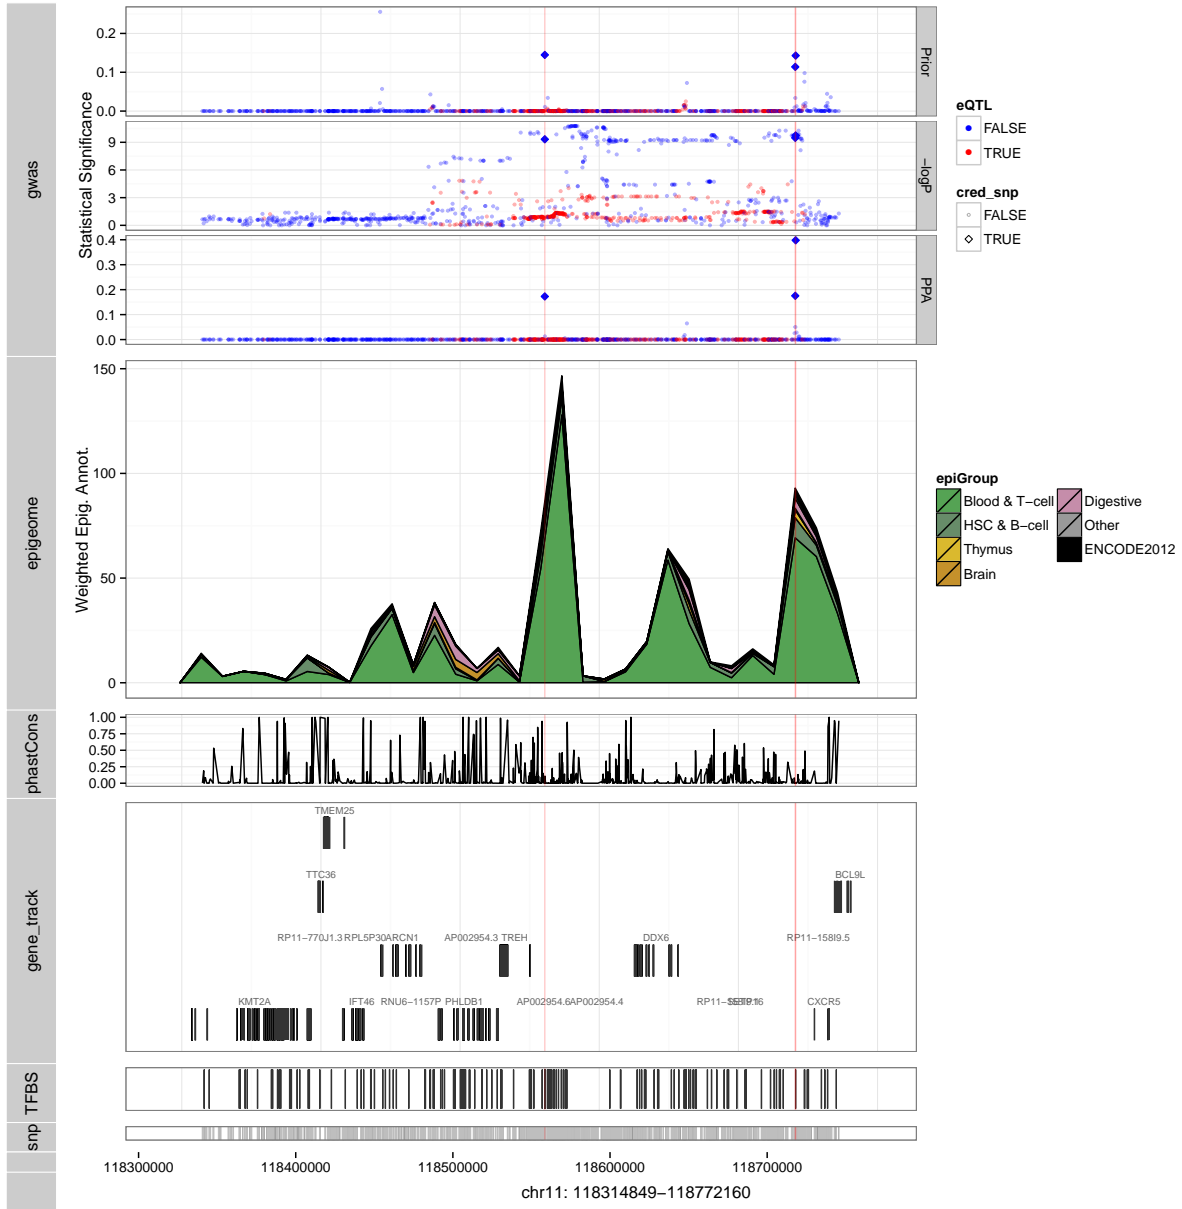 gwas
Statistical Significance
0.2
0.1
0.0
Prior
9
6
3
0
-logP
0.4
0.3
0.2
0.1
0.0
PPA
eQTL
FALSE
TRUE
cred_snp
FALSE
TRUE
epigeome
Weighted Epig. Annot.
150
100
50
0
epiGroup
Blood & T-cell
HSC & B-cell
Thymus
Brain
Digestive
Other
ENCODE2012
phastCons
1.00
0.75
0.50
0.25
0.00
gene_track
TMEM25
TTC36
BCL9L
RP11-770J1.3 RPL5P30 ARCN1 AP002954.3 TREH DDX6 RP11-158I9.5
KMT2A IFT46 RNU6-1157P PHLDB1 AP002954.6 AP002954.4 CXCR5
TFBS
snp
118300000 118400000 118500000 118600000 118700000
chr11: 118314849-118772160